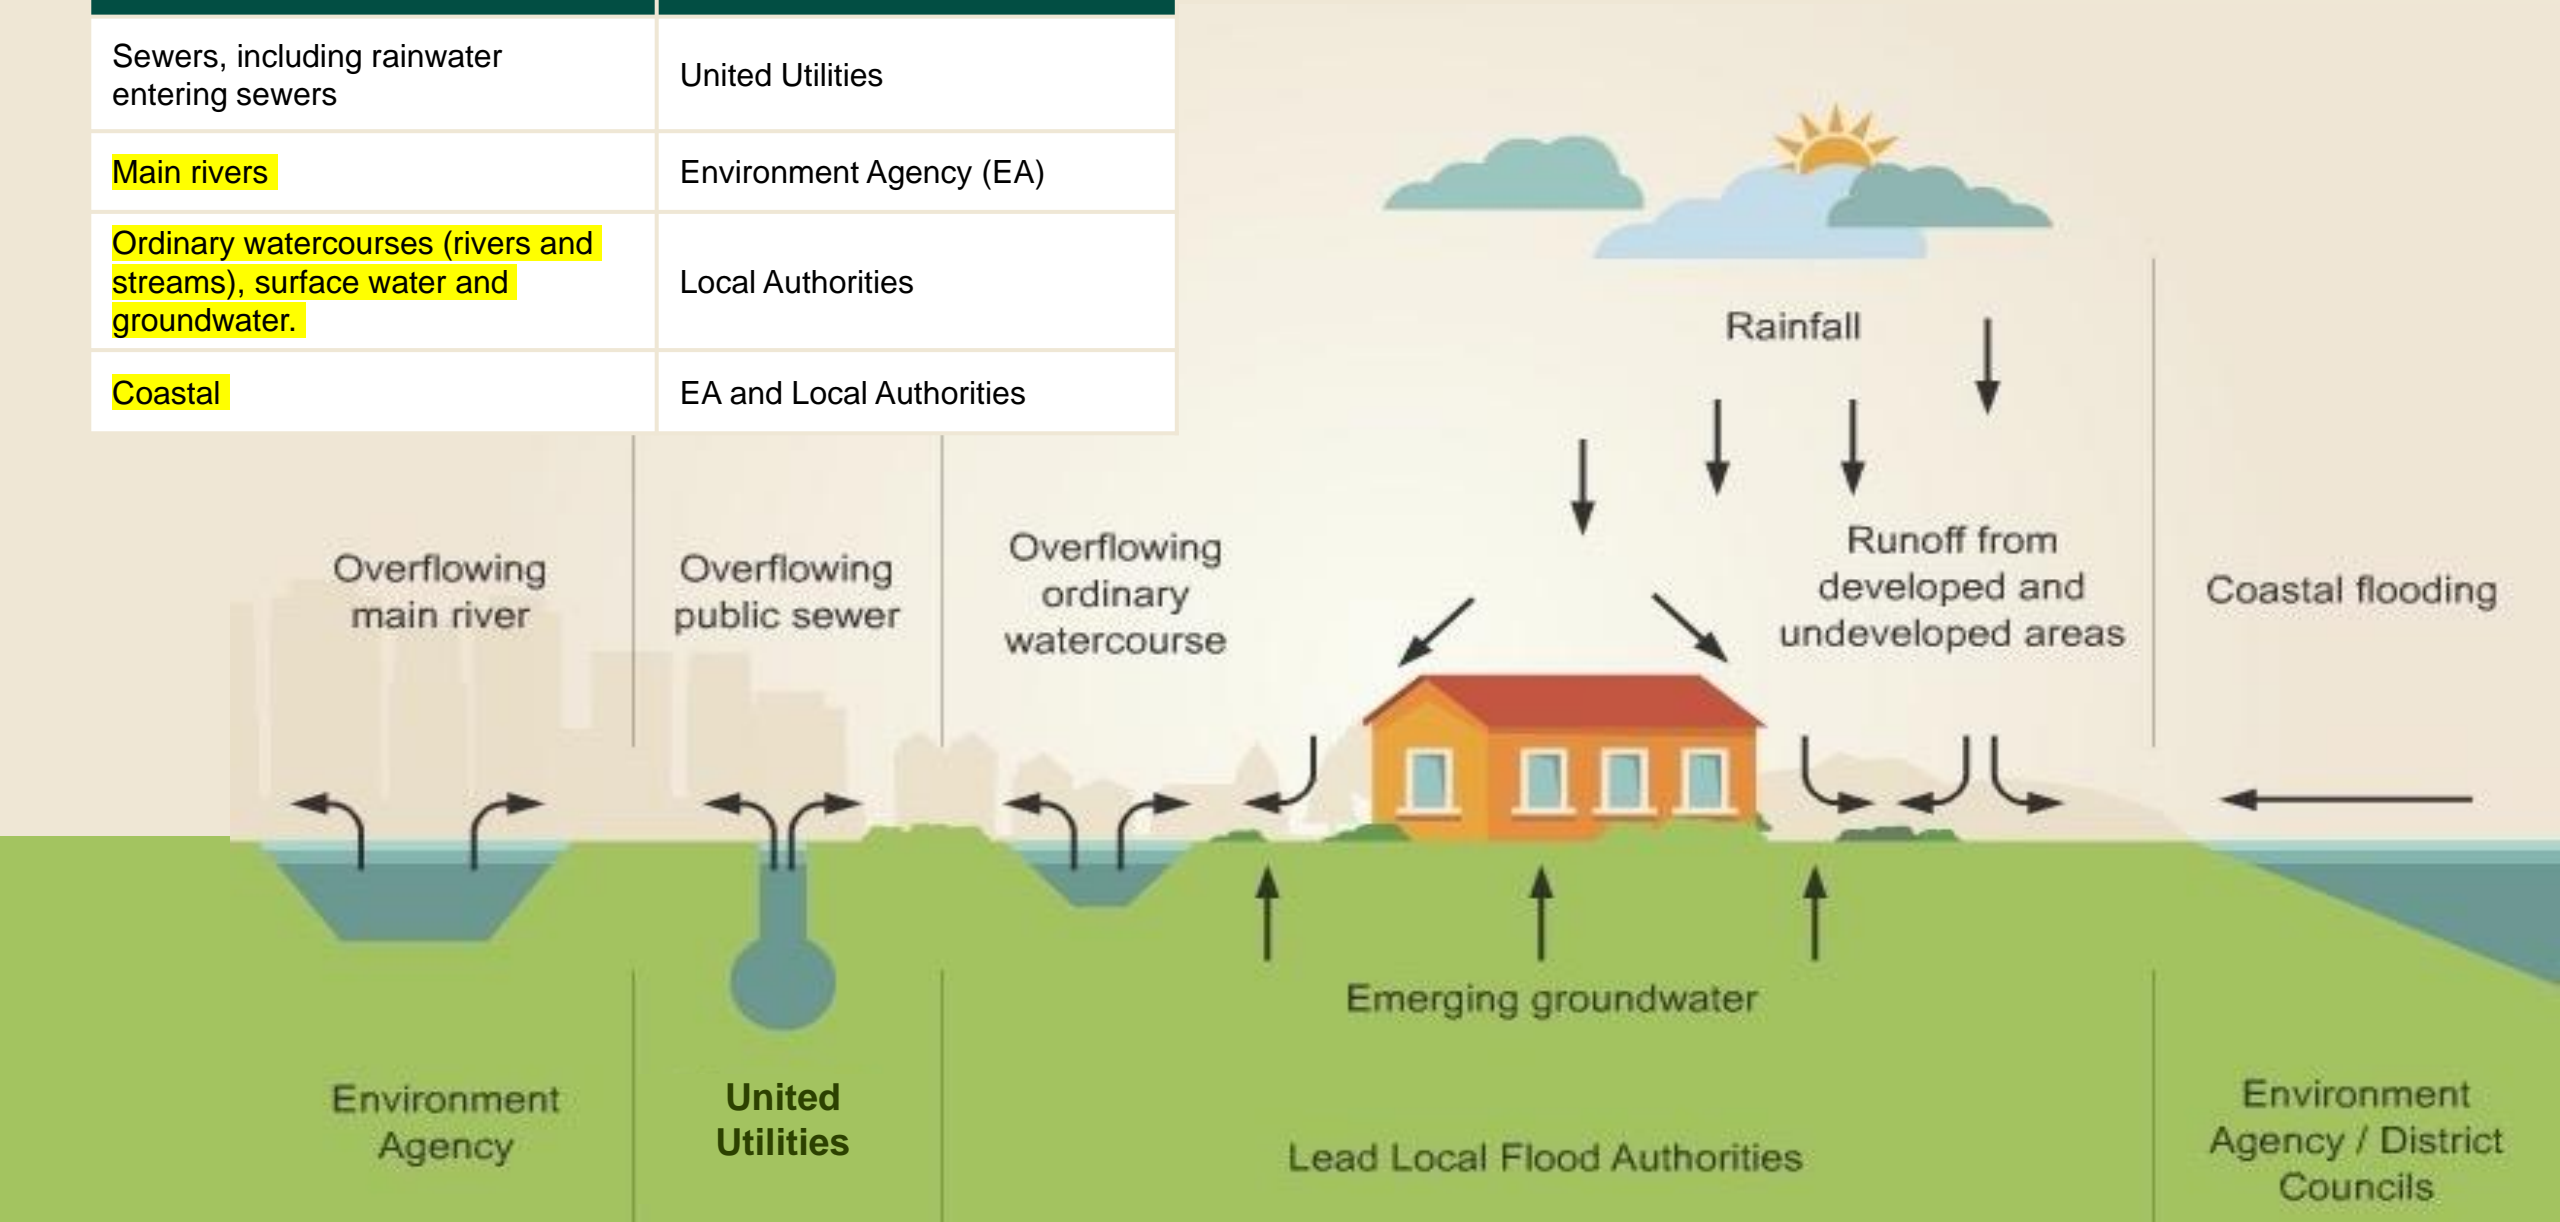 Sewers, including rainwater
entering sewers
United Utilities
Main rivers
Environment Agency (EA)
Ordinary watercourses (rivers and
streams), surface water and
groundwater.
Local Authorities
Coastal
EA and Local Authorities
Rainfall
Overflowing
main river
Overflowing
public sewer
Overflowing
ordinary
watercourse
Runoff from
developed and
undeveloped areas
Coastal flooding
Emerging groundwater
Environment
Agency
United
Utilities
Lead Local Flood Authorities
Environment
Agency / District
Councils